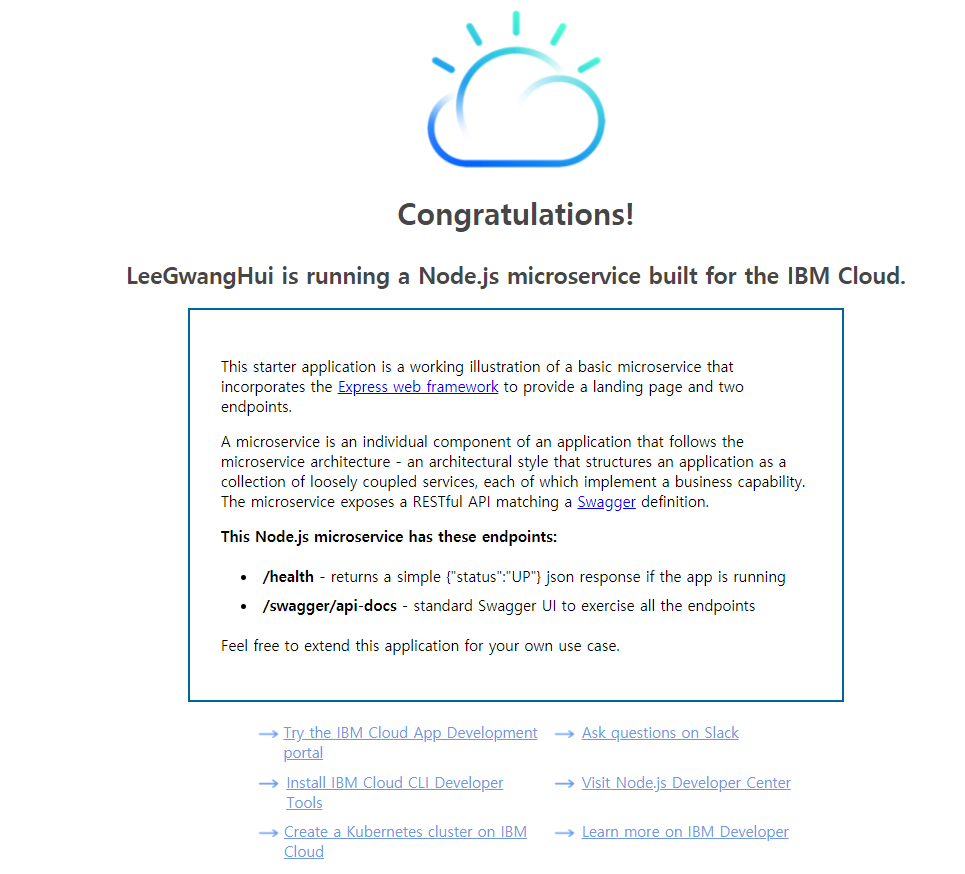 Congratulations!
LeeGwangHui is running a Node.js microservice built for the IBM Cloud.
This starter application is a working illustration of a basic microservice that
incorporates the Express web framework to provide a landing page and two
endpoints.
A microservice is an individual component of an application that follows the
microservice architecture - an architectural style that structures an application as a
collection of loosely coupled services, each of which implement a business capability.
The microservice exposes a RESTful API matching a Swagger definition.
This Node.js microservice has these endpoints:
• /health - returns a simple {"status":"UP"} json response if the app is running
• /swagger/api-docs - standard Swagger UI to exercise all the endpoints
Feel free to extend this application for your own use case.
→ Try the IBM Cloud App Development
portal
→ Ask questions on Slack
→ Install IBM Cloud CLI Developer
Tools
→ Visit Node.js Developer Center
→ Create a Kubernetes cluster on IBM
Cloud
→ Learn more on IBM Developer